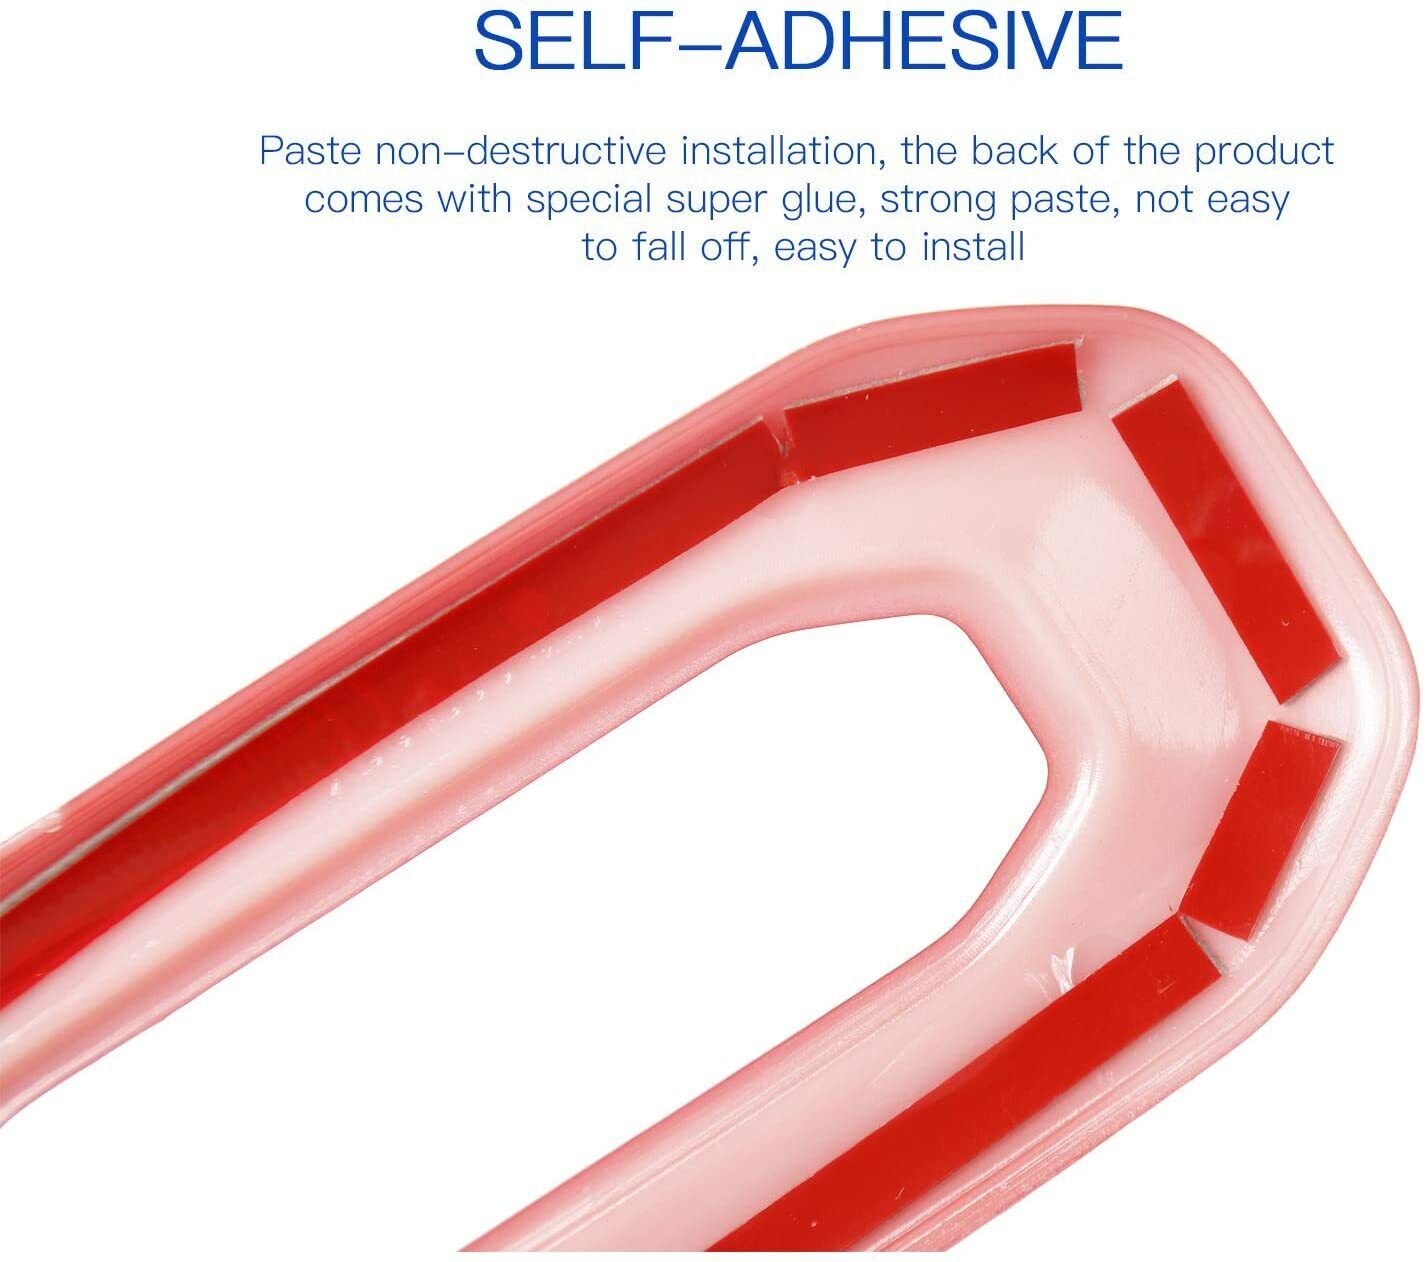 SELF-ADHESIVE
Paste non-destructive installation, the back of the product
comes with special super glue, strong paste, not easy
to fall off, easy to install